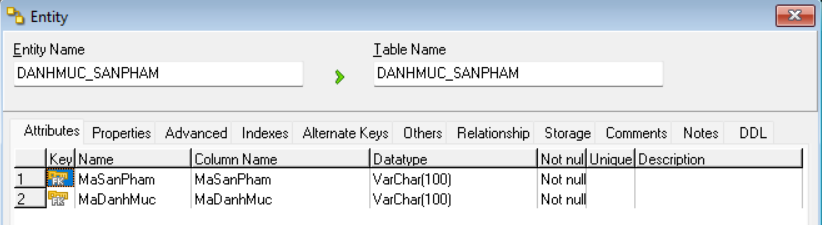 Entity
Entity Name
Table Name
DANHMUC_SANPHAM
DANHMUC_SANPHAM
Attributes Properties Advanced Indexes Alternate Keys Others Relationship Storage Comments Notes DDL
Key Name Column Name Datatype Not nul Unique Description
1 MaSanPham MaSanPham VarChar(100) Not null
2 MaDanhMuc MaDanhMuc VarChar(100) Not null